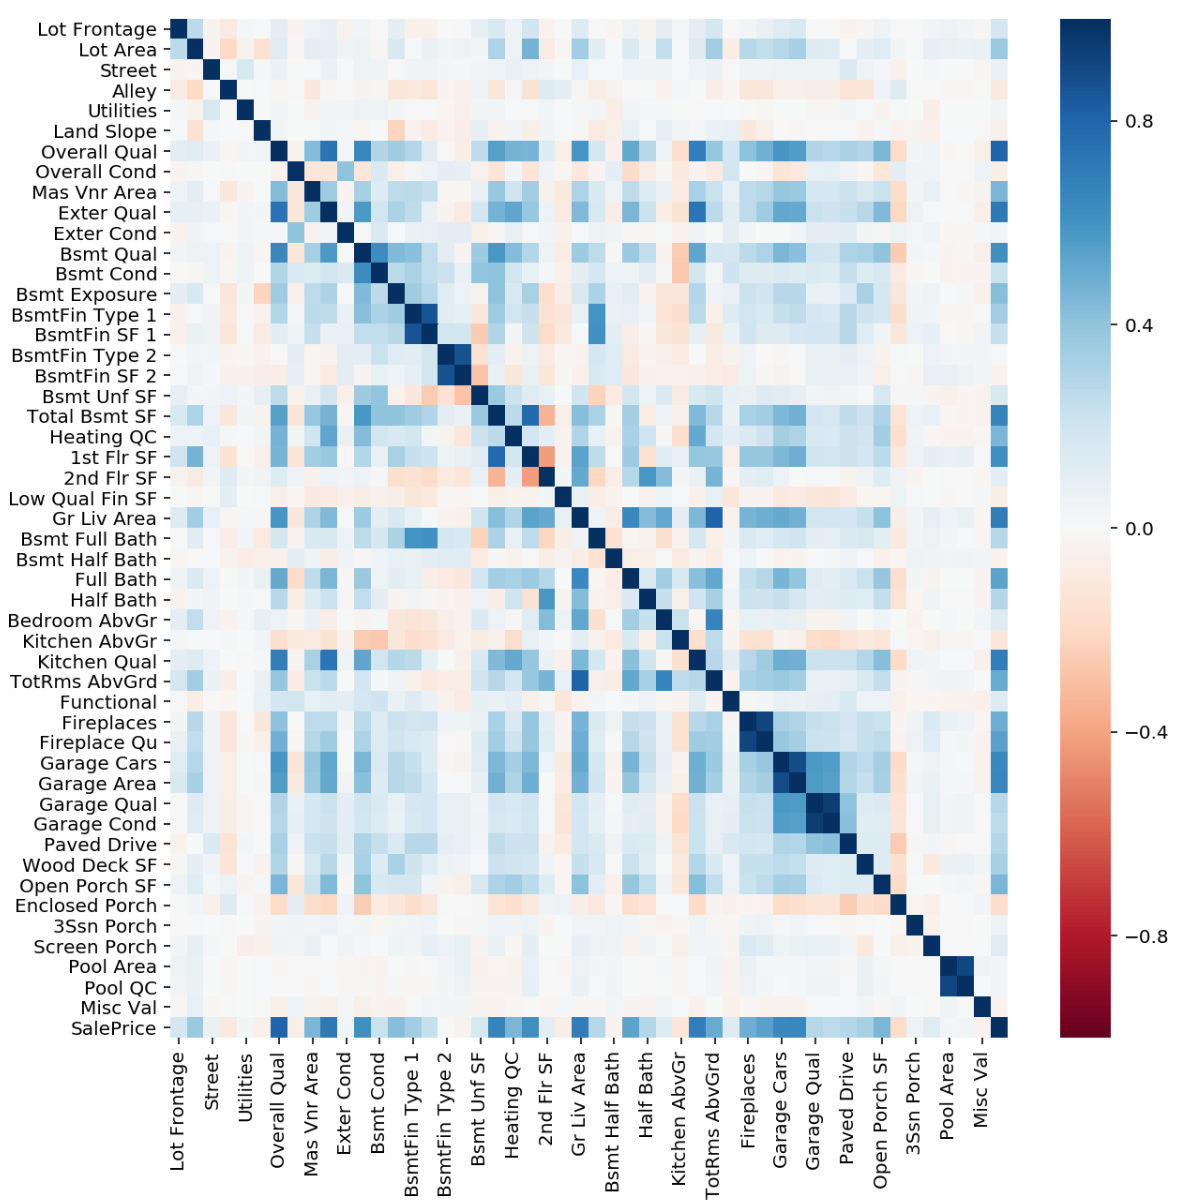 Lot Frontage
Lot Area
Street
Alley
Utilities
Land Slope
Overall Qual
Overall Cond
Mas Vnr Area
Exter Qual
Exter Cond
Bsmt Qual
Bsmt Cond
Bsmt Exposure
BsmtFin Type 1
BsmtFin SF 1
BsmtFin Type 2
BsmtFin SF 2
Bsmt Unf SF
Total Bsmt SF
Heating QC
1st Flr SF
2nd Flr SF
Low Qual Fin SF
Gr Liv Area
Bsmt Full Bath
Bsmt Half Bath
Full Bath
Half Bath
Bedroom AbvGr
Kitchen AbvGr
Kitchen Qual
TotRms AbvGrd
Functional
Fireplaces
Fireplace Qu
Garage Cars
Garage Area
Garage Qual
Garage Cond
Paved Drive
Wood Deck SF
Open Porch SF
Enclosed Porch
3Ssn Porch
Screen Porch
Pool Area
Pool QC
Misc Val
SalePrice
Lot Frontage
Street
Utilities
Overall Qual
Mas Vnr Area
Exter Cond
Bsmt Cond
BsmtFin Type 1
BsmtFin Type 2
Bsmt Unf SF
Heating QC
2nd Flr SF
Gr Liv Area
Bsmt Half Bath
Half Bath
Kitchen AbvGr
TotRms AbvGrd
Fireplaces
Garage Cars
Garage Qual
Paved Drive
Open Porch SF
3Ssn Porch
Pool Area
Misc Val
0.8
0.4
0.0
−0.4
−0.8